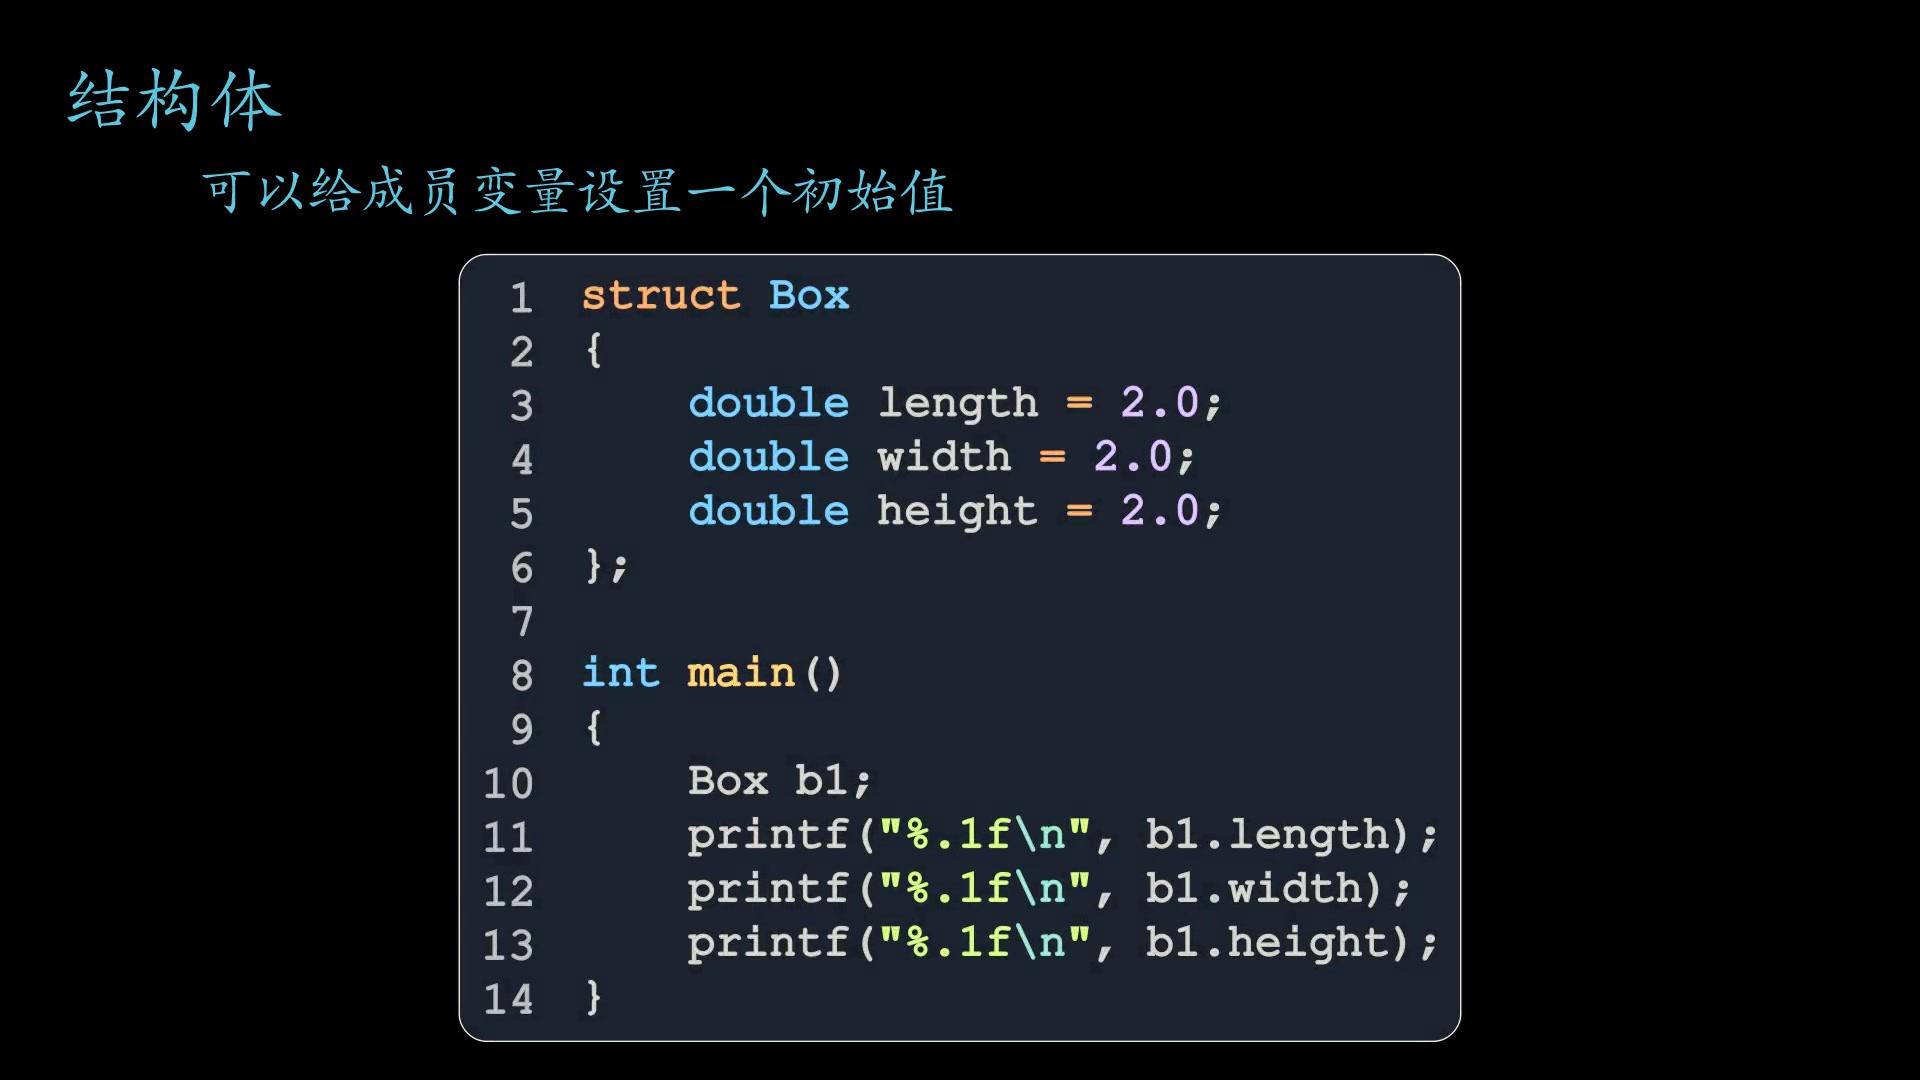 结构体
可以给成员变量设置一个初始值
1 struct Box
2 {
3     double length = 2.0;
4     double width = 2.0;
5     double height = 2.0;
6 };
7
8 int main()
9 {
10     Box b1;
11     printf("%.1f\n", b1.length);
12     printf("%.1f\n", b1.width);
13     printf("%.1f\n", b1.height);
14 }